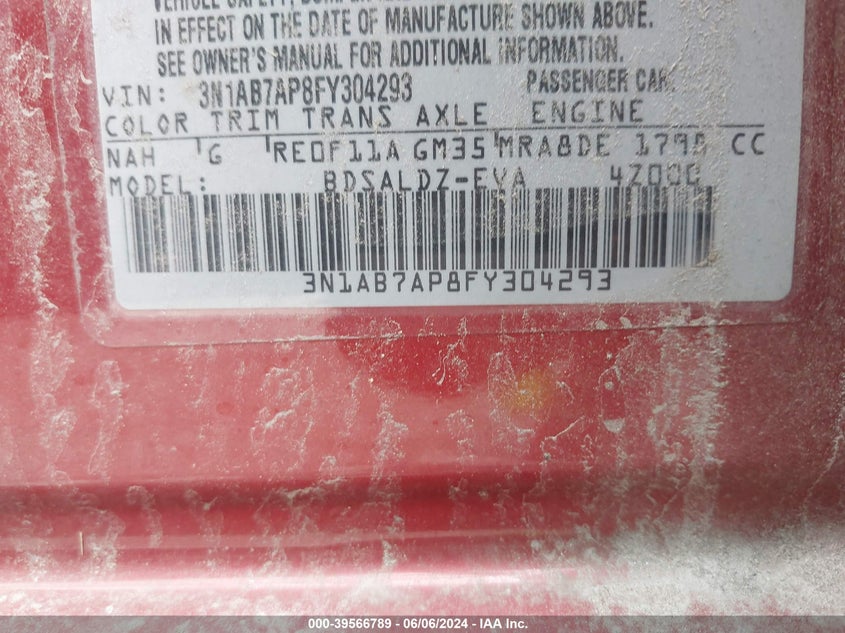 IN EFFECT ON THE DATE OF MANUFACTURE SHOWN ABOVE.
SEE OWNER'S MANUAL FOR ADDITIONAL INFORMATION.
VIN: 3N1AB7AP8FY304293 PASSENGER CAR
COLOR TRIM TRANS AXLE ENGINE
NAH G RE0F11A GM35 MRA8DE CC
MODEL: BDSALDZ-EVA
3N1AB7AP8FY304293
000-39566789 - 06/06/2024 - IAA Inc.